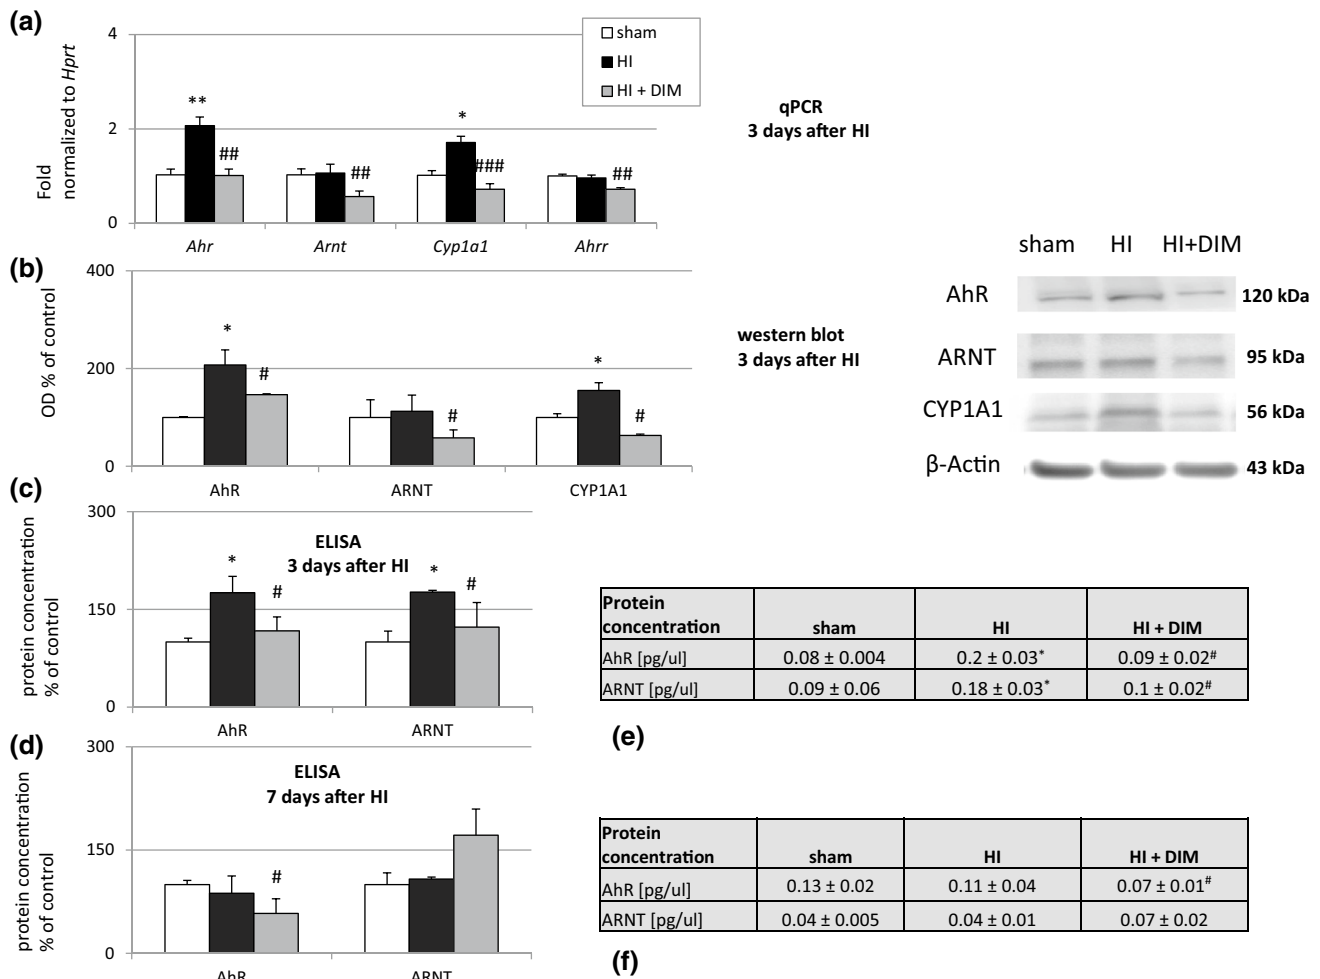 (a)
4
2
0
Fold
normalized to Hprt
sham
HI
HI + DIM
**
##
##
*
###
##
Ahr
Arnt
Cyp1a1
Ahrr
qPCR
3 days after HI
(b)
400
200
0
OD % of control
*
#
#
*
#
AhR
ARNT
CYP1A1
western blot
3 days after HI
sham HI HI+DIM
AhR 120 kDa
ARNT 95 kDa
CYP1A1 56 kDa
β-Actin 43 kDa
(c)
300
150
0
protein concentration
% of control
ELISA
3 days after HI
*
#
*
#
AhR
ARNT
Protein
concentration sham HI HI + DIM
AhR [pg/ul] 0.08 ± 0.004 0.2 ± 0.03* 0.09 ± 0.02#
ARNT [pg/ul] 0.09 ± 0.06 0.18 ± 0.03* 0.1 ± 0.02#
(e)
(d)
300
150
0
protein concentration
% of control
ELISA
7 days after HI
#
AhR
ARNT
Protein
concentration sham HI HI + DIM
AhR [pg/ul] 0.13 ± 0.02 0.11 ± 0.04 0.07 ± 0.01#
ARNT [pg/ul] 0.04 ± 0.005 0.04 ± 0.01 0.07 ± 0.02
(f)